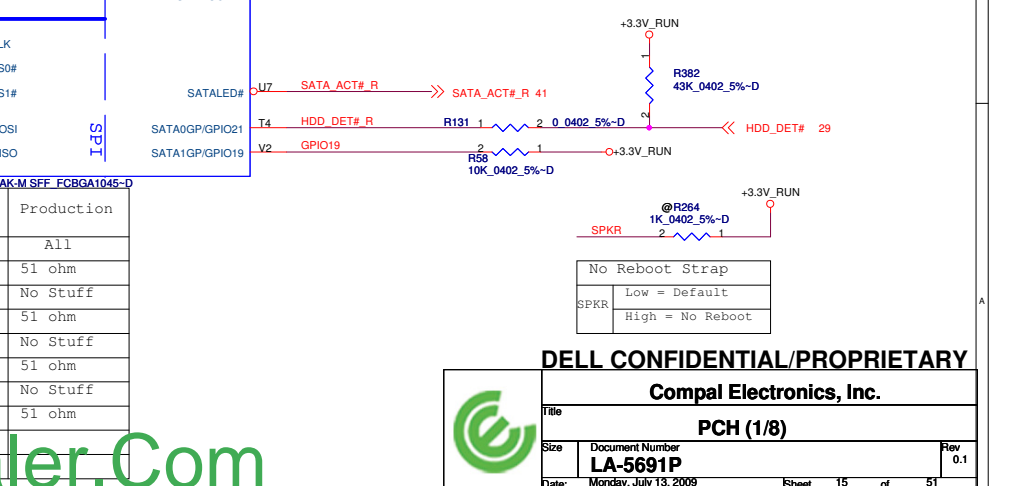 +3.3V_RUN
LK
S0#
R382
43K_0402_5%~D
1
2
S1#
SATALED#
U7
SATA_ACT#_R
SATA_ACT#_R 41
OSI
SATA0GP/GPIO21
T4
HDD_DET#_R
R131 1
2 0_0402_5%~D
HDD_DET# 29
SO
SATA1GP/GPIO19
V2
GPIO19
2
1
+3.3V_RUN
SPI
R58
10K_0402_5%~D
AK-M SFF_FCBGA1045~D
+3.3V_RUN
@R264
1K_0402_5%~D
SPKR
2
1
Production
All
51 ohm
No Stuff
51 ohm
No Stuff
51 ohm
No Stuff
51 ohm
No Reboot Strap
SPKR
Low = Default
High = No Reboot
A
DELL CONFIDENTIAL/PROPRIETARY
Compal Electronics, Inc.
Title
PCH (1/8)
Size
Document Number
LA-5691P
Rev
0.1
Date:
Monday, July 13, 2009
Sheet
15
of
51
ler.Com